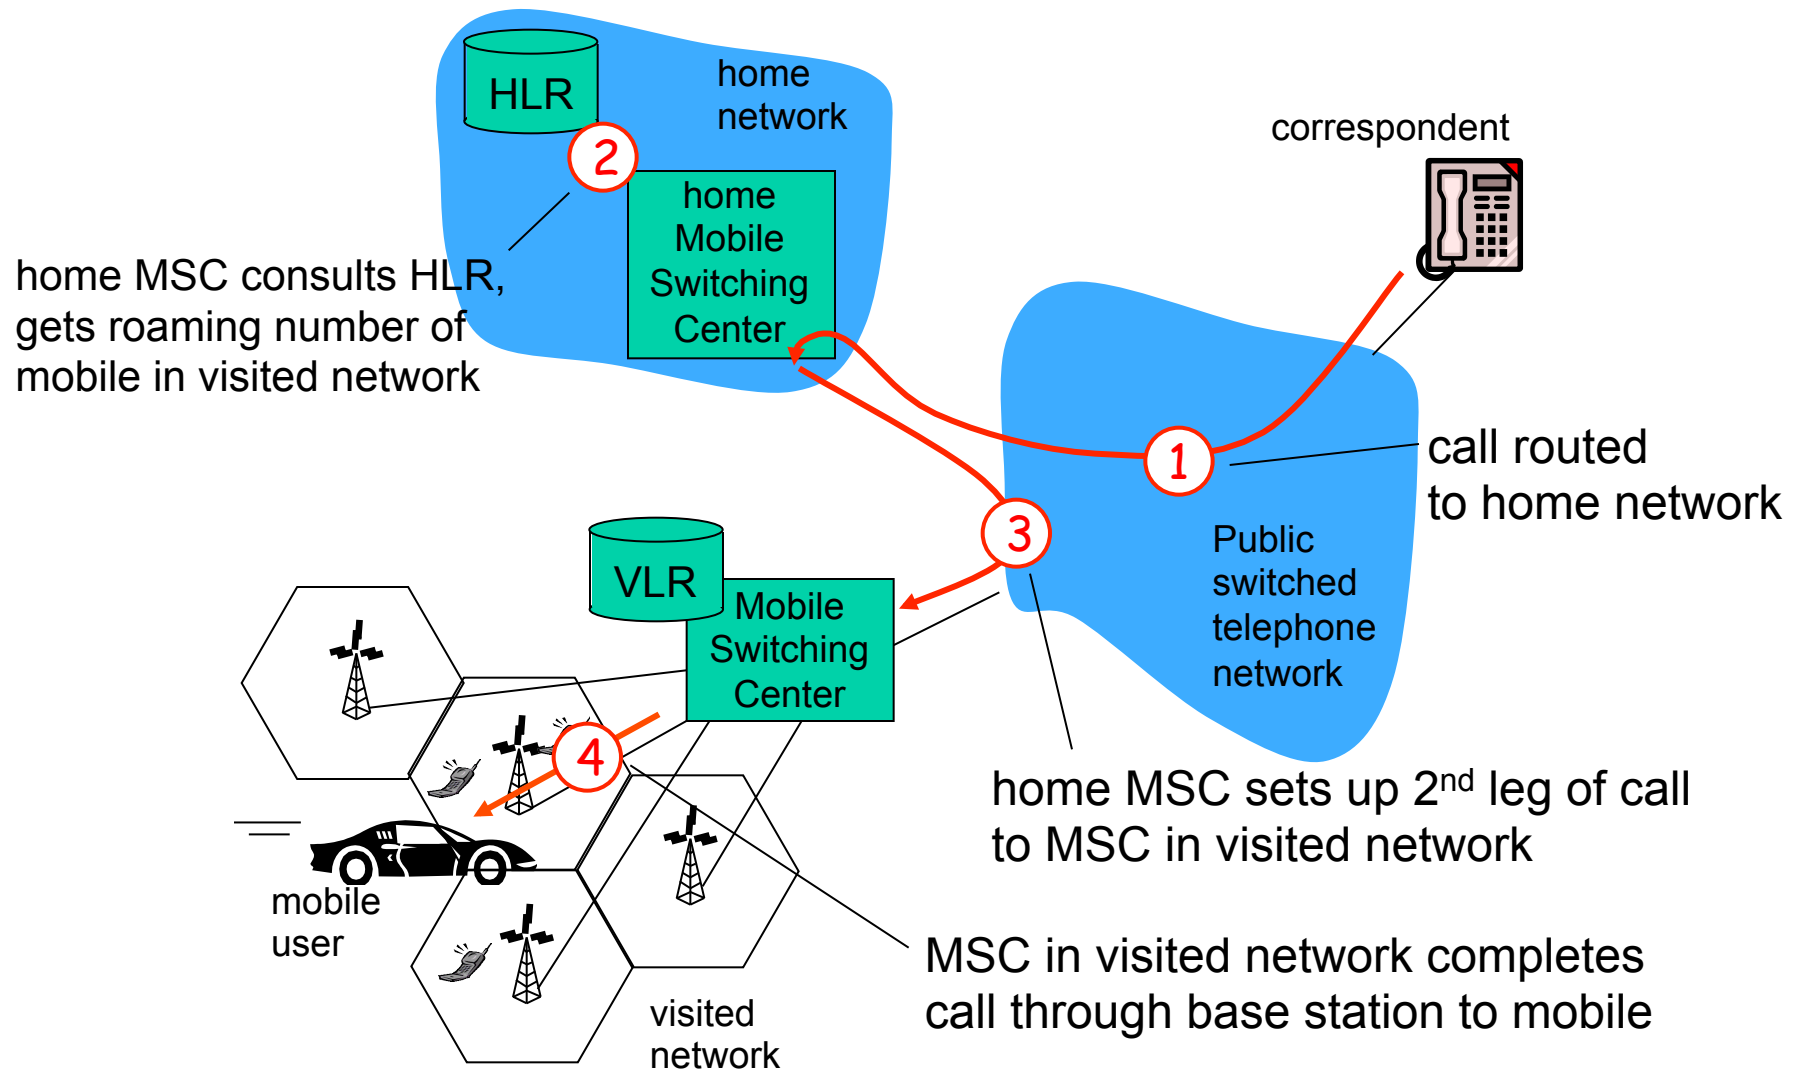 HLR
home
network
2
home
Mobile
Switching
Center
correspondent
home MSC consults HLR,
gets roaming number of
mobile in visited network
1
call routed
to home network
3
Public
switched
telephone
network
VLR
Mobile
Switching
Center
4
home MSC sets up 2nd leg of call
to MSC in visited network
mobile
user
MSC in visited network completes
call through base station to mobile
visited
network